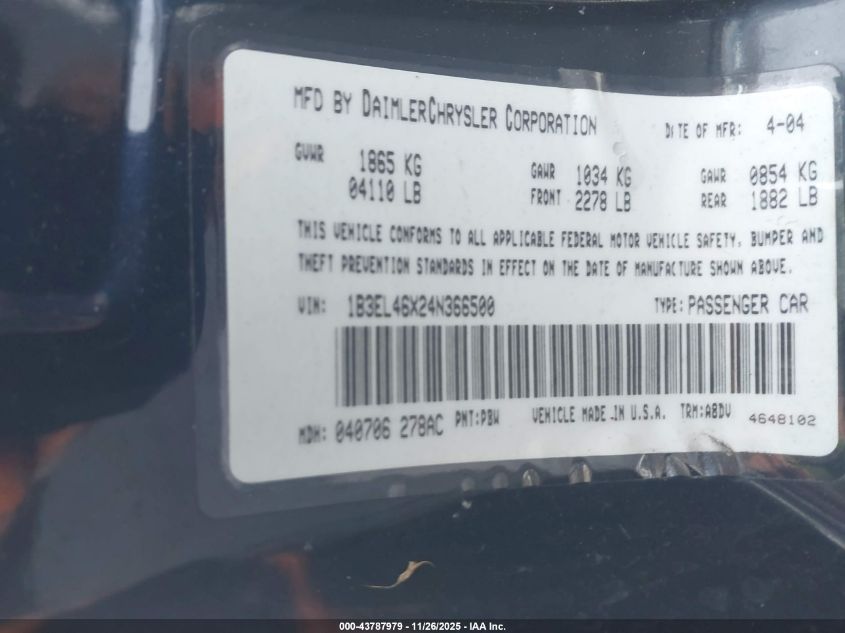 MFD BY DAIMLERCHRYSLER CORPORATION DATE OF MFR: 4-04
GVWR 1865 KG GAWR 1034 KG GAWR 0854 KG
04110 LB FRONT 2278 LB REAR 1882 LB
THIS VEHICLE CONFORMS TO ALL APPLICABLE FEDERAL MOTOR VEHICLE SAFETY, BUMPER AND
THEFT PREVENTION STANDARDS IN EFFECT ON THE DATE OF MANUFACTURE SHOWN ABOVE.
VIN: 1B3EL46X24N366500 TYPE: PASSENGER CAR
MDH: 040706 278AC PNT:PBW VEHICLE MADE IN U.S.A. TRM:ABDV 4648102
000-43787979 | 11/26/2025 - IAA Inc.